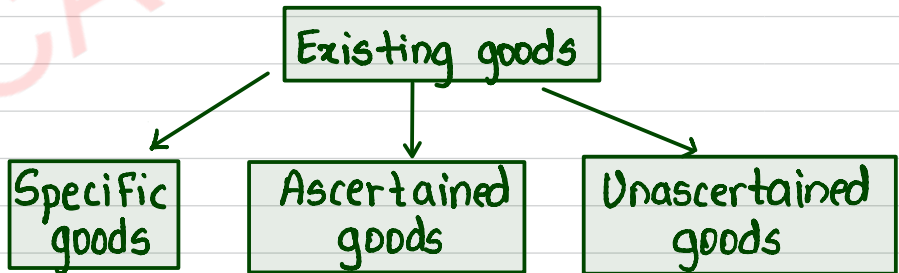 Existing goods
Specific
goods
Ascertained
goods
Unascertained
goods